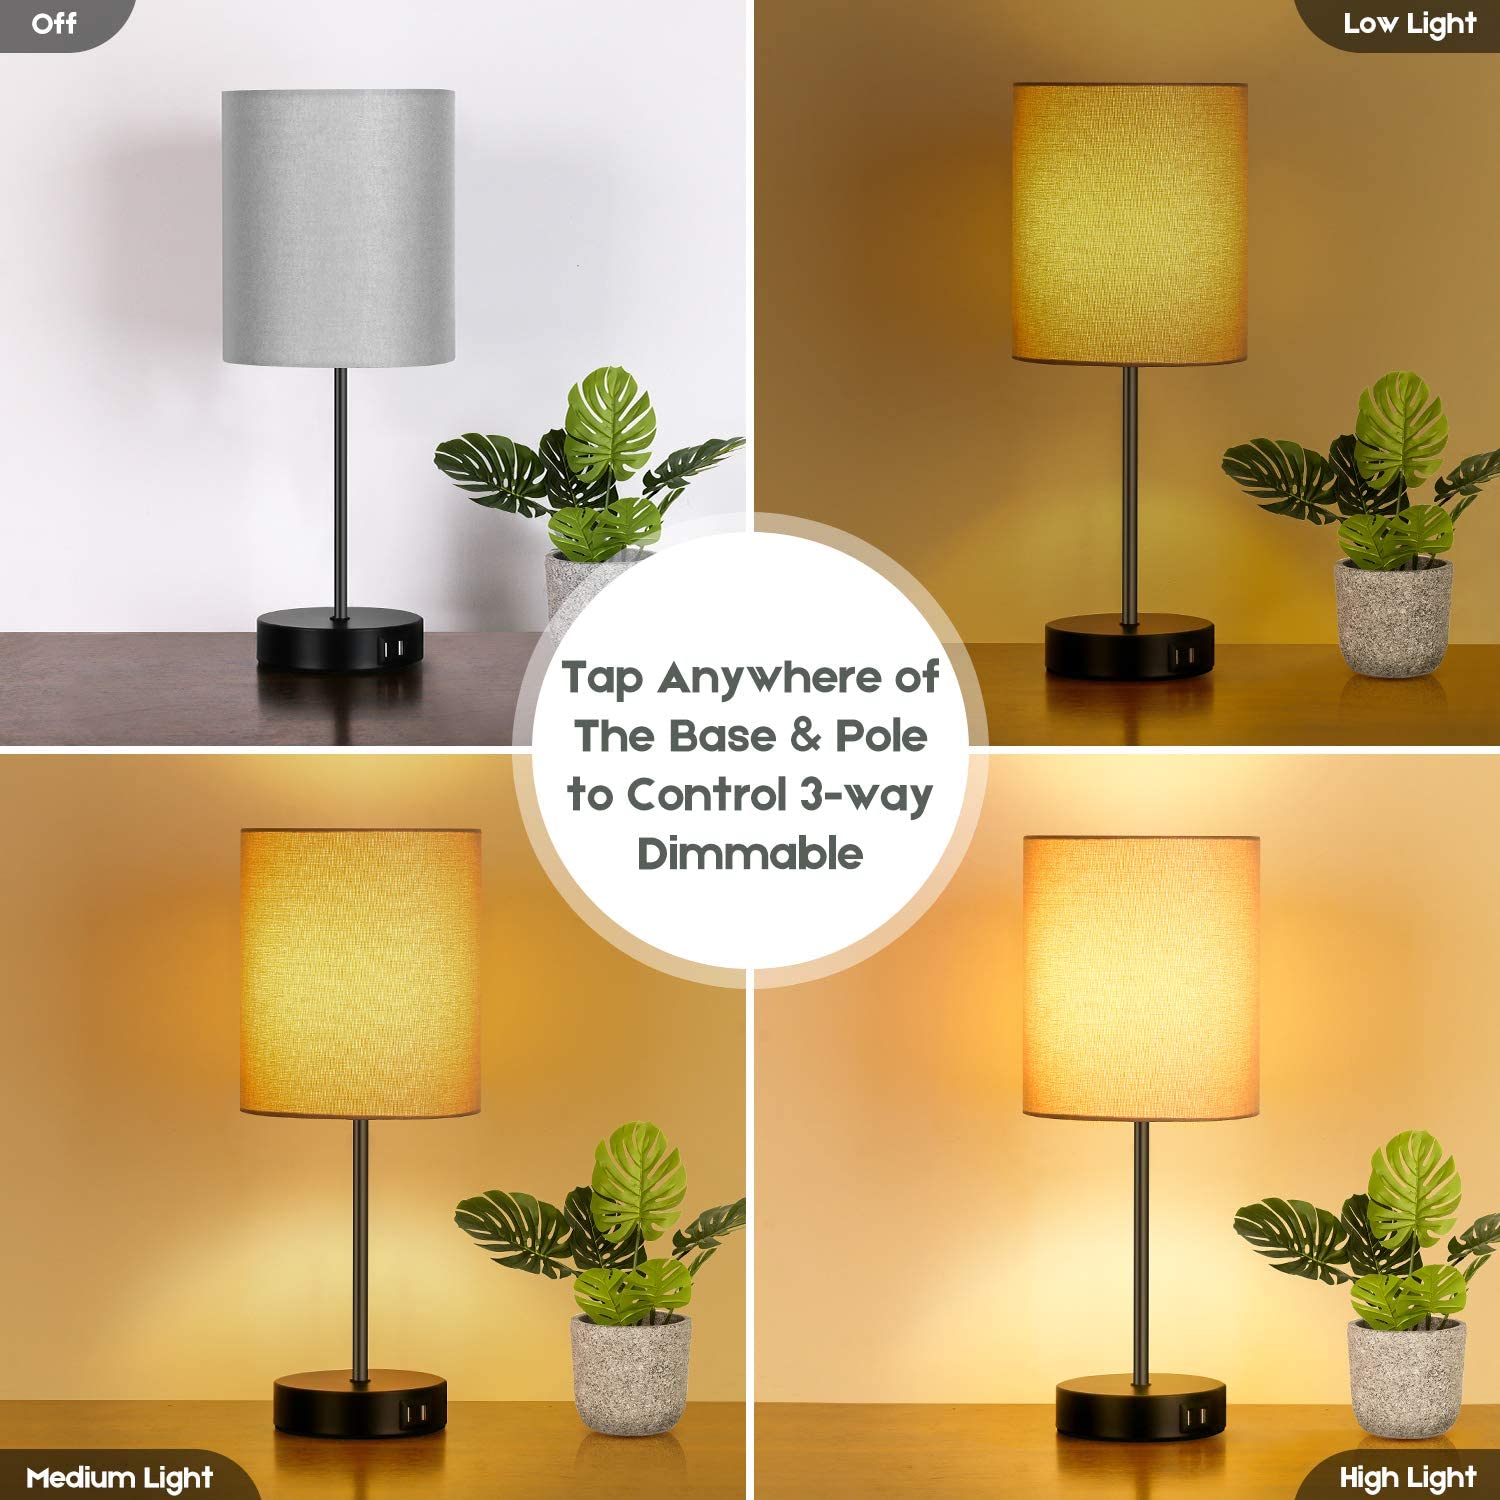 Off
Low Light
Tap Anywhere of
The Base & Pole
to Control 3-way
Dimmable
Medium Light
High Light